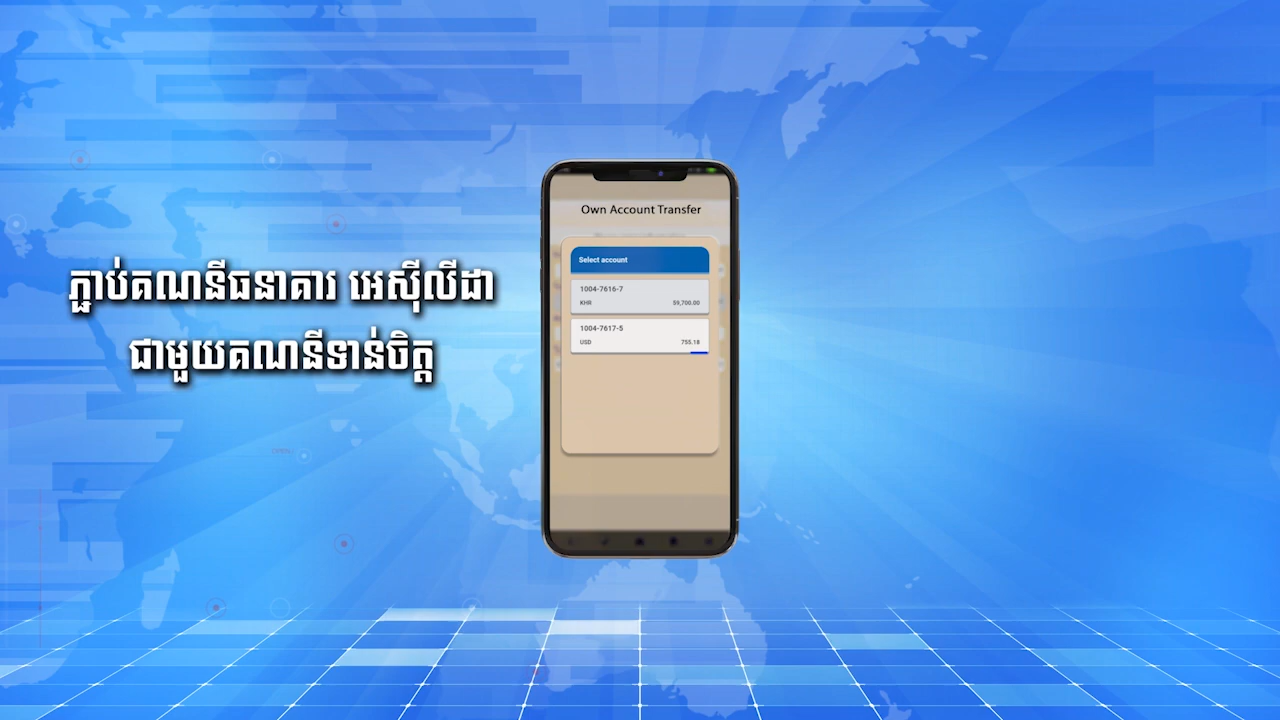 ភ្ជាប់គណនីធនាគារ អេស៊ីលីដា
ជាមួយគណនីទាន់ចិត្ត
Own Account Transfer
Select account
1004-7616-7
KHR 59,700.00
1004-7617-5
USD 755.18
OPEN